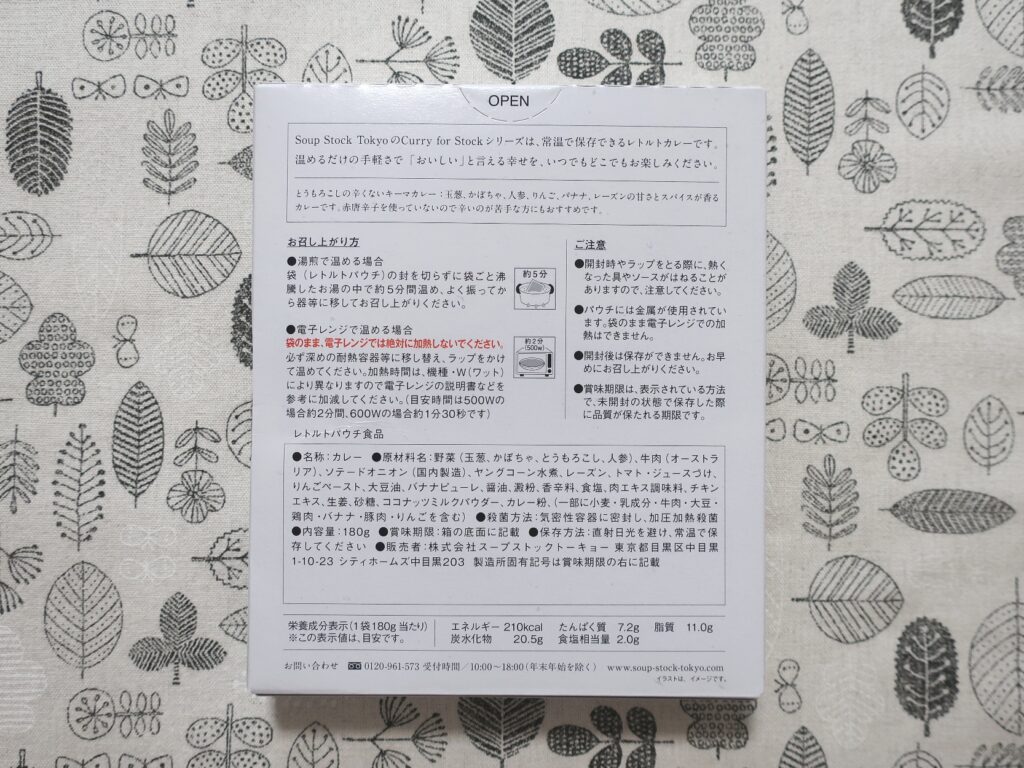 OPEN
Soup Stock TokyoのCurry for Stockシリーズは、常温で保存できるレトルトカレーです。
温めるだけの手軽さで「おいしい」と言える幸せを、いつでもどこでもお楽しみください。
とうもろこしの辛くないキーマカレー：玉葱、かぼちゃ、人参、りんご、バナナ、レーズンの甘さとスパイスが香る
カレーです。赤唐辛子を使っていないので辛いのが苦手な方にもおすすめです。
お召し上がり方
●湯煎で温める場合
袋（レトルトパウチ）の封を切らずに袋ごと沸
騰したお湯の中で約5分間温め、よく振ってか
ら器等に移してお召し上がりください。
約5分
●電子レンジで温める場合
袋のまま、電子レンジでは絶対に加熱しないでください。
必ず深めの耐熱容器等に移し替え、ラップをかけ
て温めてください。加熱時間は、機種・W（ワット）
により異なりますので電子レンジの説明書などを
参考に加減してください。（目安時間は500Wの
場合約2分間、600Wの場合約1分30秒です）
約2分
（500w）
ご注意
●開封時やラップをとる際に、熱く
なった具やソースがはねることが
ありますので、注意してください。
●パウチには金属が使用されてい
ます。袋のまま電子レンジでの加
熱はできません。
●開封後は保存ができません。お早
めにお召し上がりください。
●賞味期限は、表示されている方法
で、未開封の状態で保存した際
に品質が保たれる期限です。
レトルトパウチ食品
●名称：カレー ●原材料名：野菜（玉葱、かぼちゃ、とうもろこし、人参）、牛肉（オーストラ
リア）、ソテードオニオン（国内製造）、ヤングコーン水煮、レーズン、トマト・ジュースづけ、
りんごペースト、大豆油、バナナピューレ、醤油、澱粉、香辛料、食塩、肉エキス調味料、チキン
エキス、生姜、砂糖、ココナッツミルクパウダー、カレー粉、（一部に小麦・乳成分・牛肉・大豆・
鶏肉・バナナ・豚肉・りんごを含む） ●殺菌方法：気密性容器に密封し、加圧加熱殺菌
●内容量：180g ●賞味期限：箱の底面に記載 ●保存方法：直射日光を避け、常温で保
存してください ●販売者：株式会社スープストックトーキョー 東京都目黒区中目黒
1-10-23 シティホームズ中目黒203 製造所固有記号は賞味期限の右に記載
栄養成分表示（1袋180g当たり） エネルギー 210kcal たんぱく質 7.2g 脂質 11.0g
※この表示値は、目安です。 炭水化物 20.5g 食塩相当量 2.0g
お問い合わせ 0120-961-573 受付時間／10:00〜18:00（年末年始を除く） www.soup-stock-tokyo.com
イラストは、イメージです。